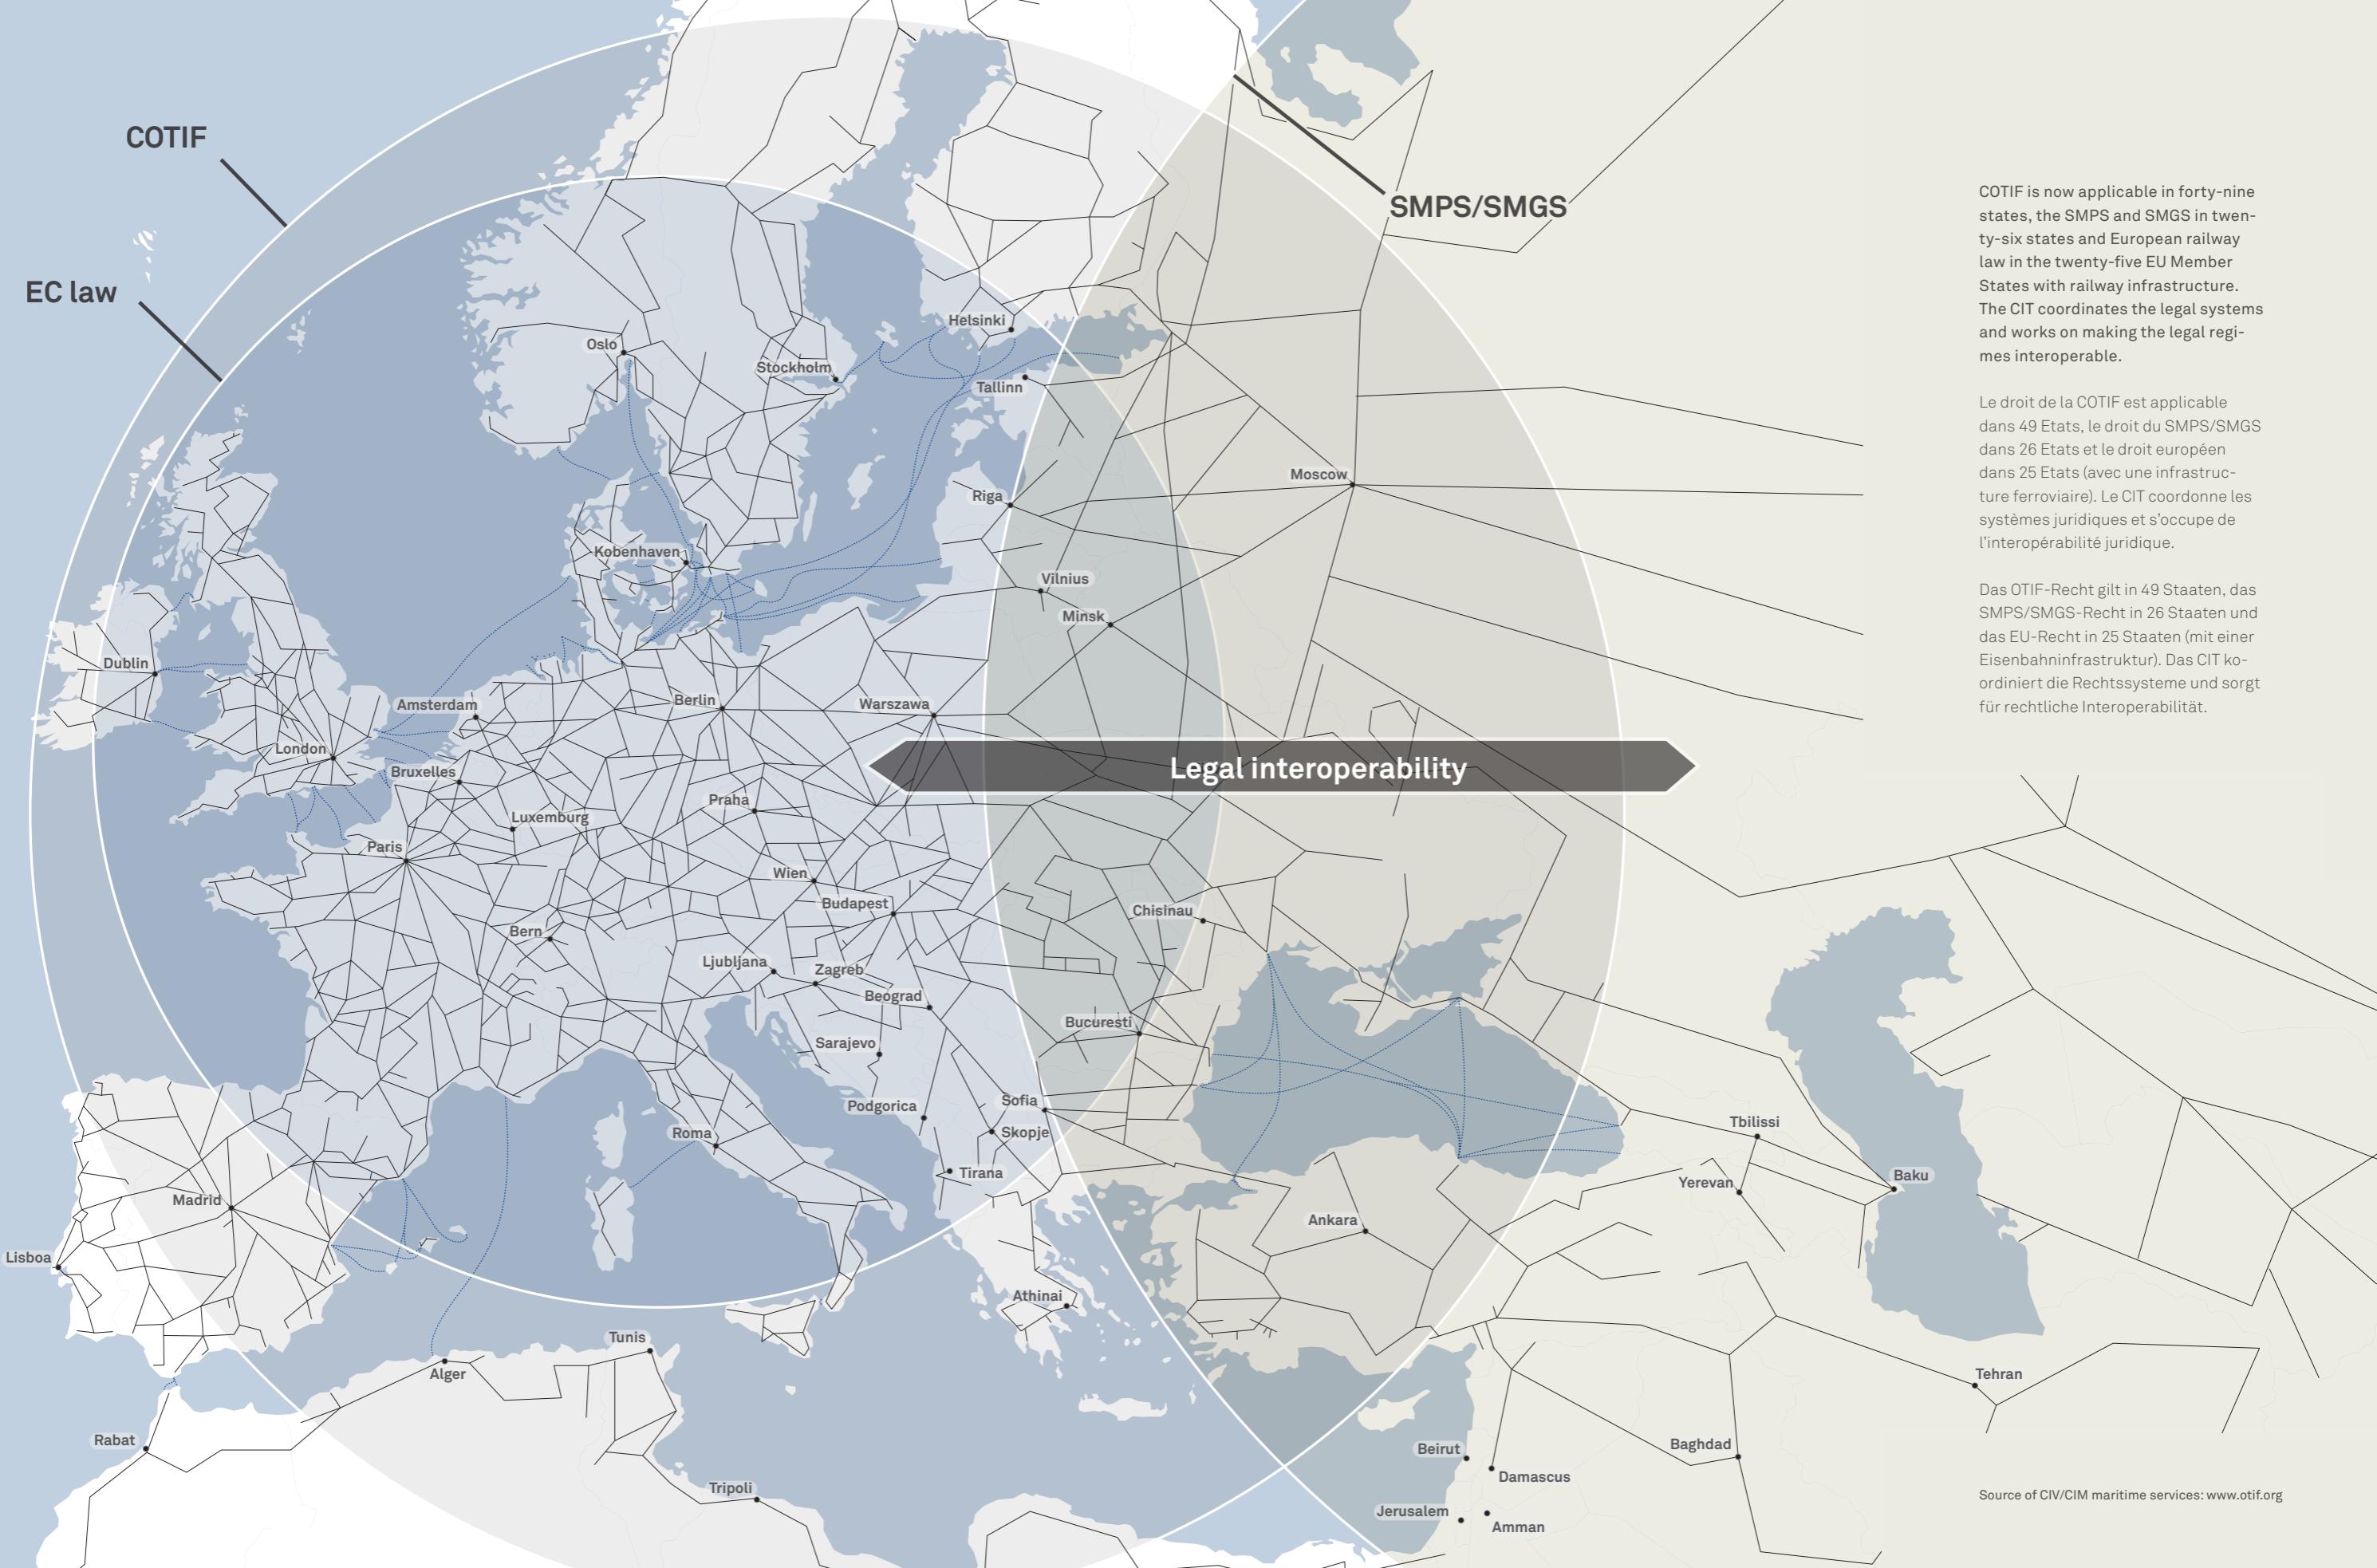 COTIF
SMPS/SMGS
EC law
COTIF is now applicable in forty-nine
states, the SMPS and SMGS in twen-
ty-six states and European railway
law in the twenty-five EU Member
States with railway infrastructure.
The CIT coordinates the legal systems
and works on making the legal regi-
mes interoperable.
Le droit de la COTIF est applicable
dans 49 Etats, le droit du SMPS/SMGS
dans 26 Etats et le droit européen
dans 25 Etats (avec une infrastruc-
ture ferroviaire). Le CIT coordonne les
systèmes juridiques et s’occupe de
l’interopérabilité juridique.
Das OTIF-Recht gilt in 49 Staaten, das
SMPS/SMGS-Recht in 26 Staaten und
das EU-Recht in 25 Staaten (mit einer
Eisenbahninfrastruktur). Das CIT ko-
ordiniert die Rechtssysteme und sorgt
für rechtliche Interoperabilität.
Helsinki
Oslo
Stockholm
Tallinn
Moscow
Riga
Kobenhaven
Vilnius
Minsk
Dublin
Berlin
Amsterdam
Warszawa
London
Legal interoperability
Bruxelles
Praha
Luxemburg
Paris
Wien
Budapest
Chisinau
Bern
Ljubljana
Zagreb
Beograd
Bucuresti
Sarajevo
Sofia
Podgorica
Tbilissi
Roma
Skopje
Tirana
Baku
Yerevan
Madrid
Ankara
Lisboa
Athinai
Tunis
Alger
Tehran
Rabat
Baghdad
Beirut
Damascus
Tripoli
Jerusalem
Amman
Source of CIV/CIM maritime services: www.otif.org